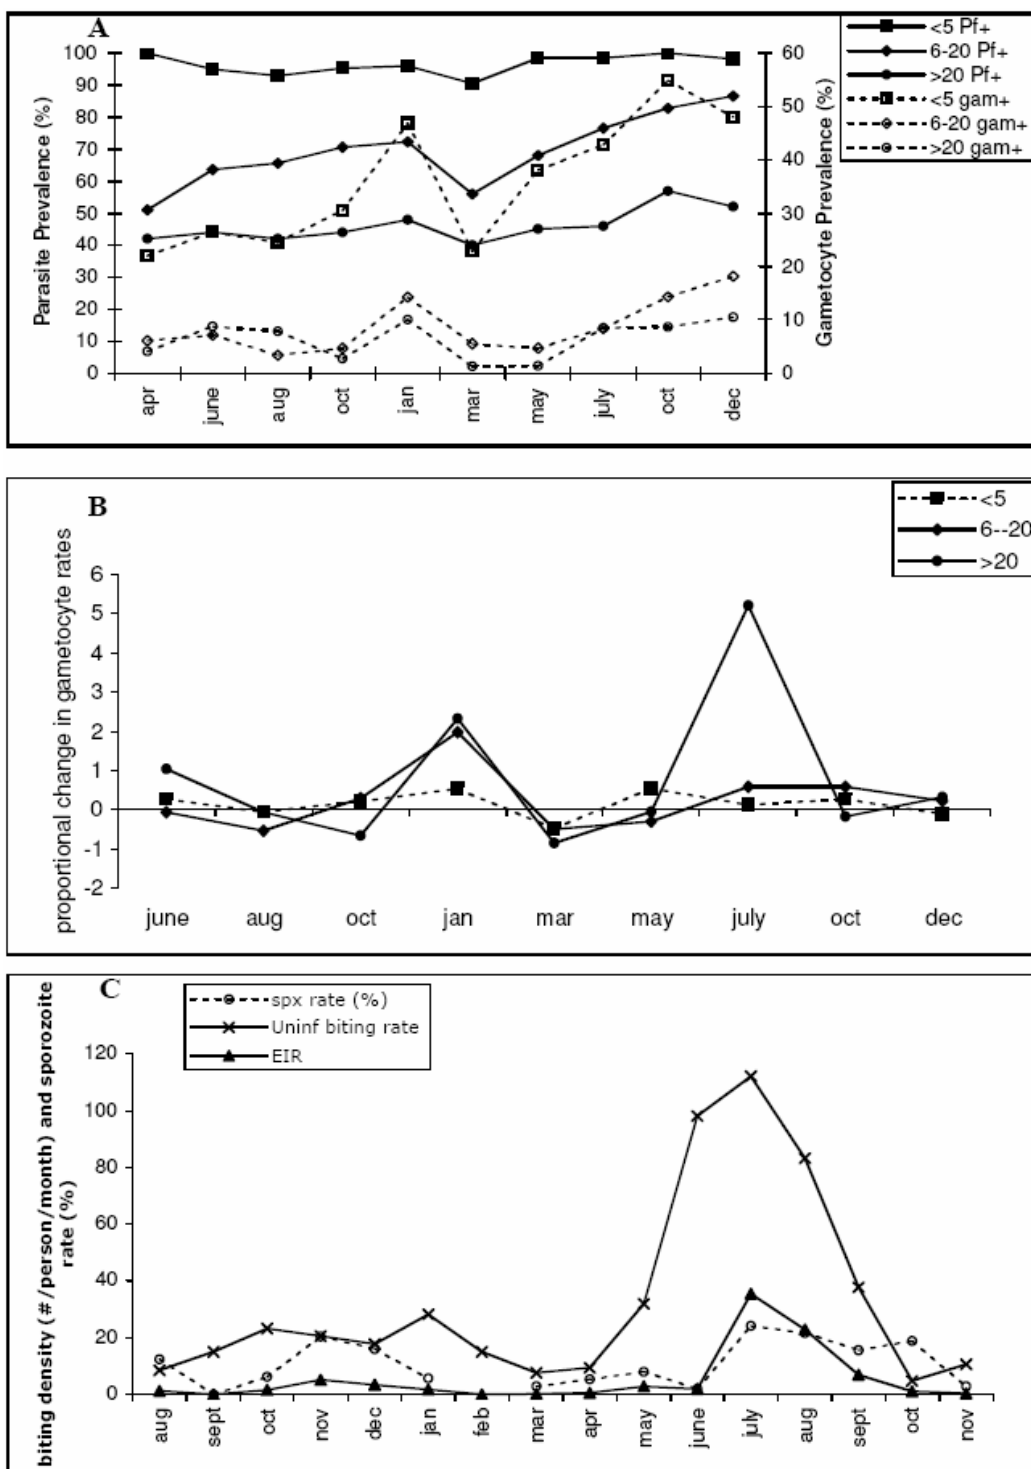 A
<5 Pf+
6-20 Pf+
>20 Pf+
<5 gam+
6-20 gam+
>20 gam+
Parasite Prevalence (%)
100
90
80
70
60
50
40
30
20
10
0
Gametocyte Prevalence (%)
60
50
40
30
20
10
0
apr june aug oct jan mar may july oct dec
B
<5
6--20
>20
proportional change in gametocyte rates
6
5
4
3
2
1
0
-1
-2
june aug oct jan mar may july oct dec
C
spx rate (%)
Uninf biting rate
EIR
biting density (#/person/month) and sporozoite
rate (%)
120
100
80
60
40
20
0
aug sept oct nov dec jan feb mar apr may june july aug sept oct nov